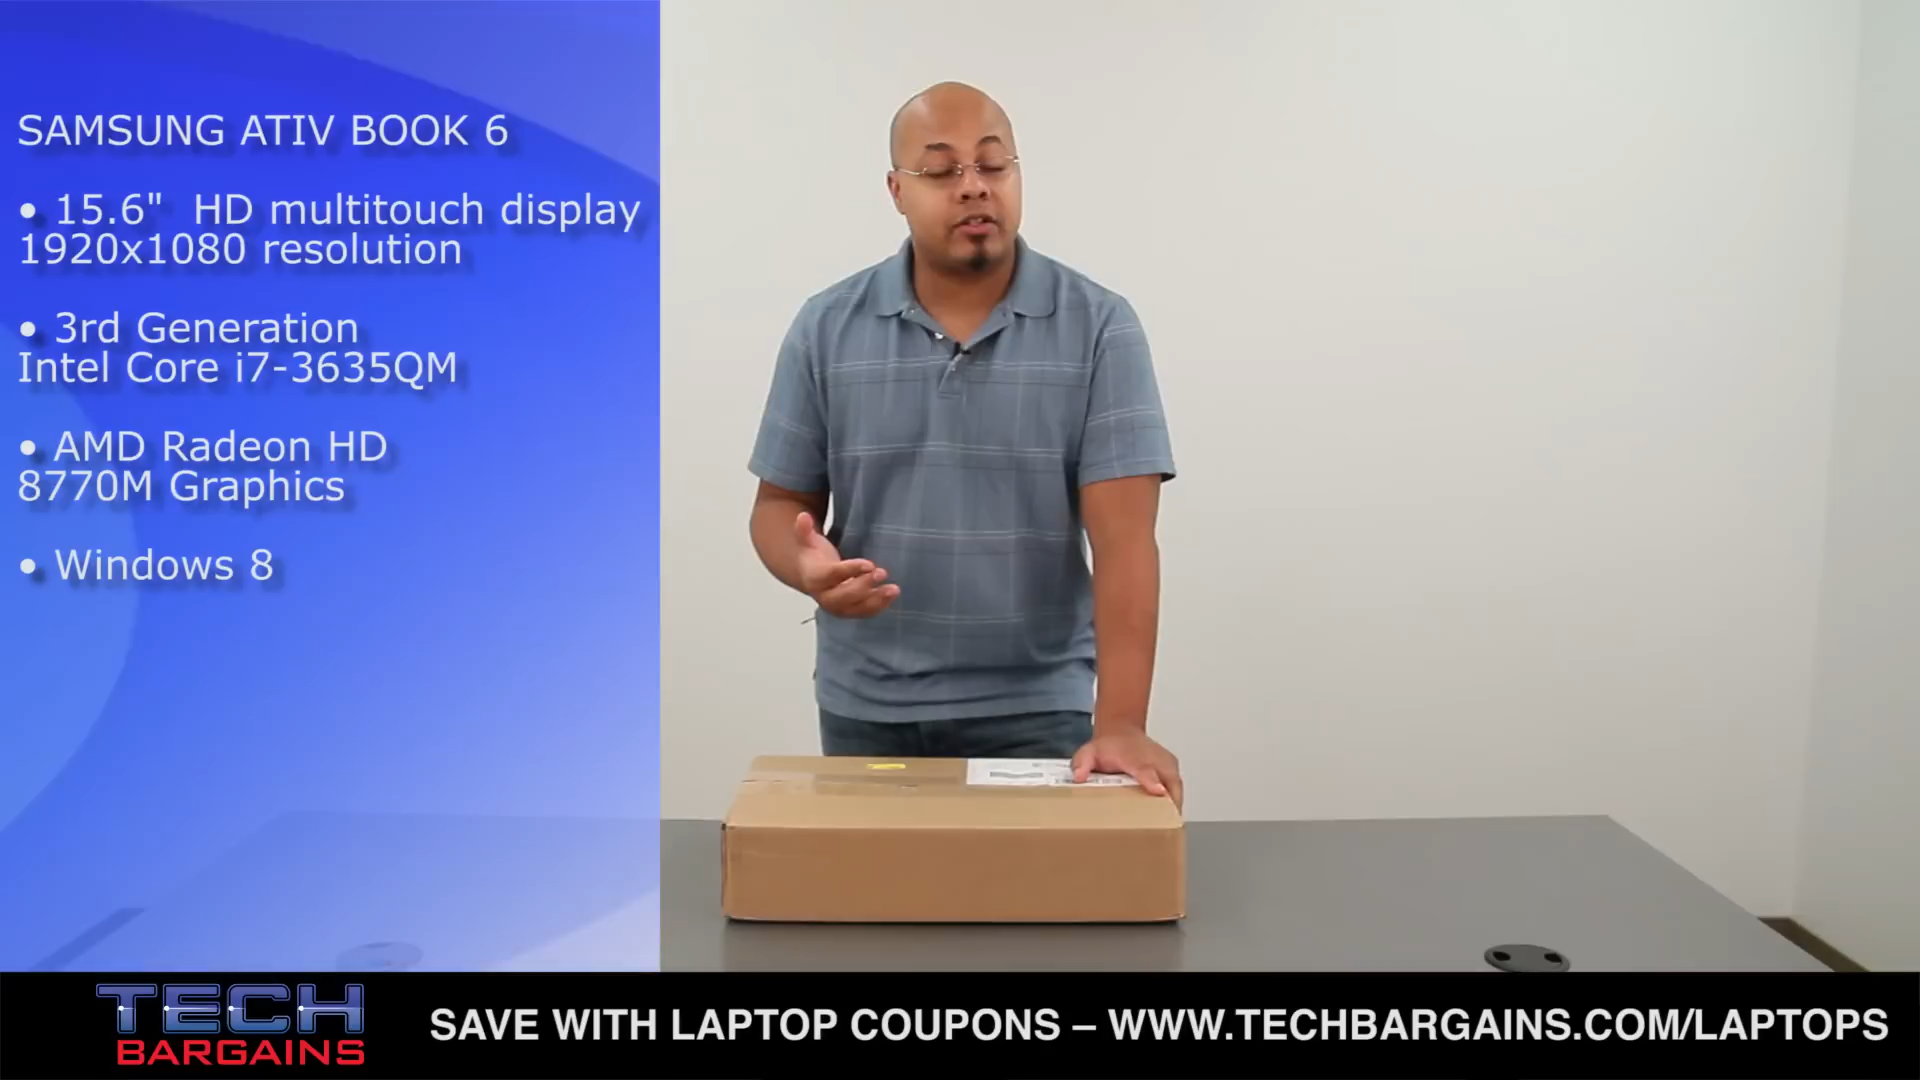 SAMSUNG ATIV BOOK 6
• 15.6" HD multitouch display
1920x1080 resolution
• 3rd Generation
Intel Core i7-3635QM
• AMD Radeon HD
8770M Graphics
• Windows 8
TECH
BARGAINS
SAVE WITH LAPTOP COUPONS – WWW.TECHBARGAINS.COM/LAPTOPS